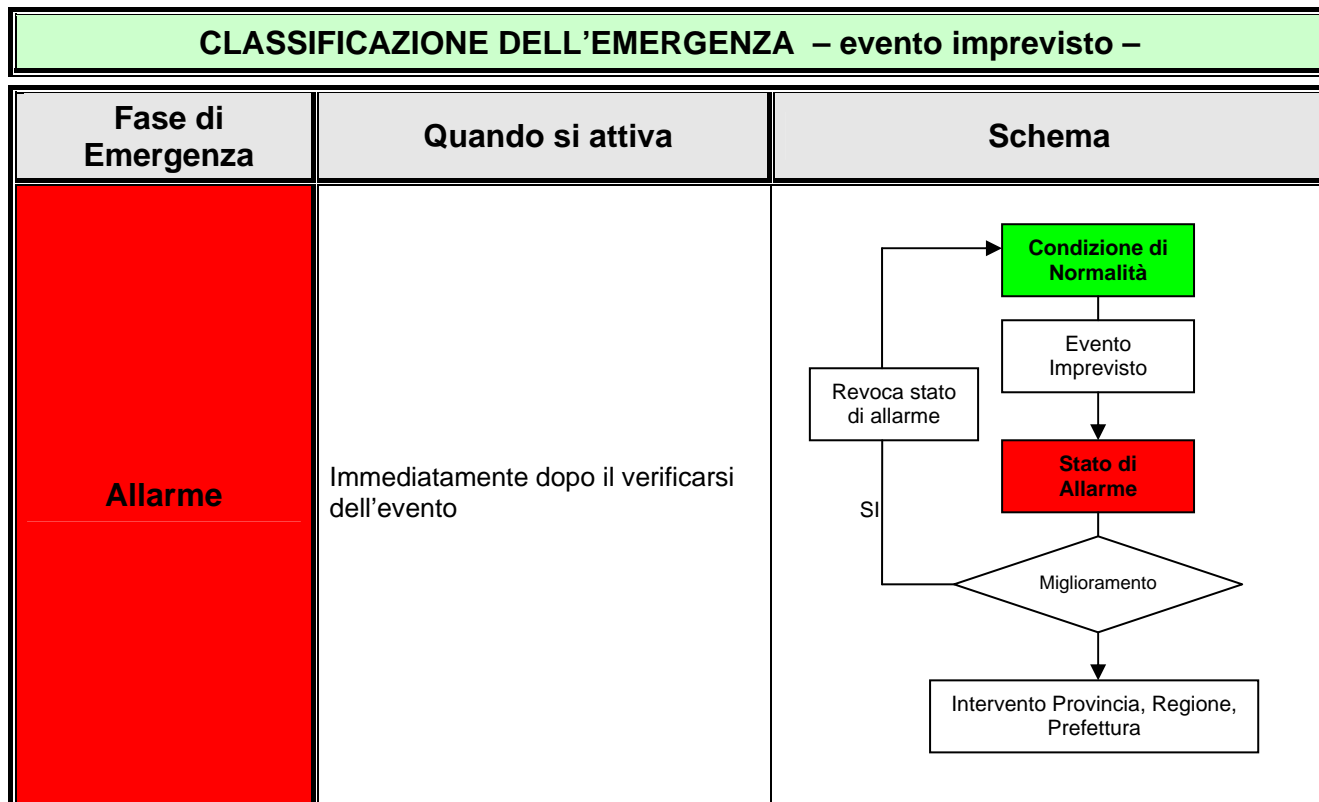 CLASSIFICAZIONE DELL’EMERGENZA – evento imprevisto –
Fase di
Emergenza
Quando si attiva
Schema
Allarme
Immediatamente dopo il verificarsi
dell’evento
Condizione di
Normalità
Evento
Imprevisto
Revoca stato
di allarme
Stato di
Allarme
SI
Miglioramento
Intervento Provincia, Regione,
Prefettura